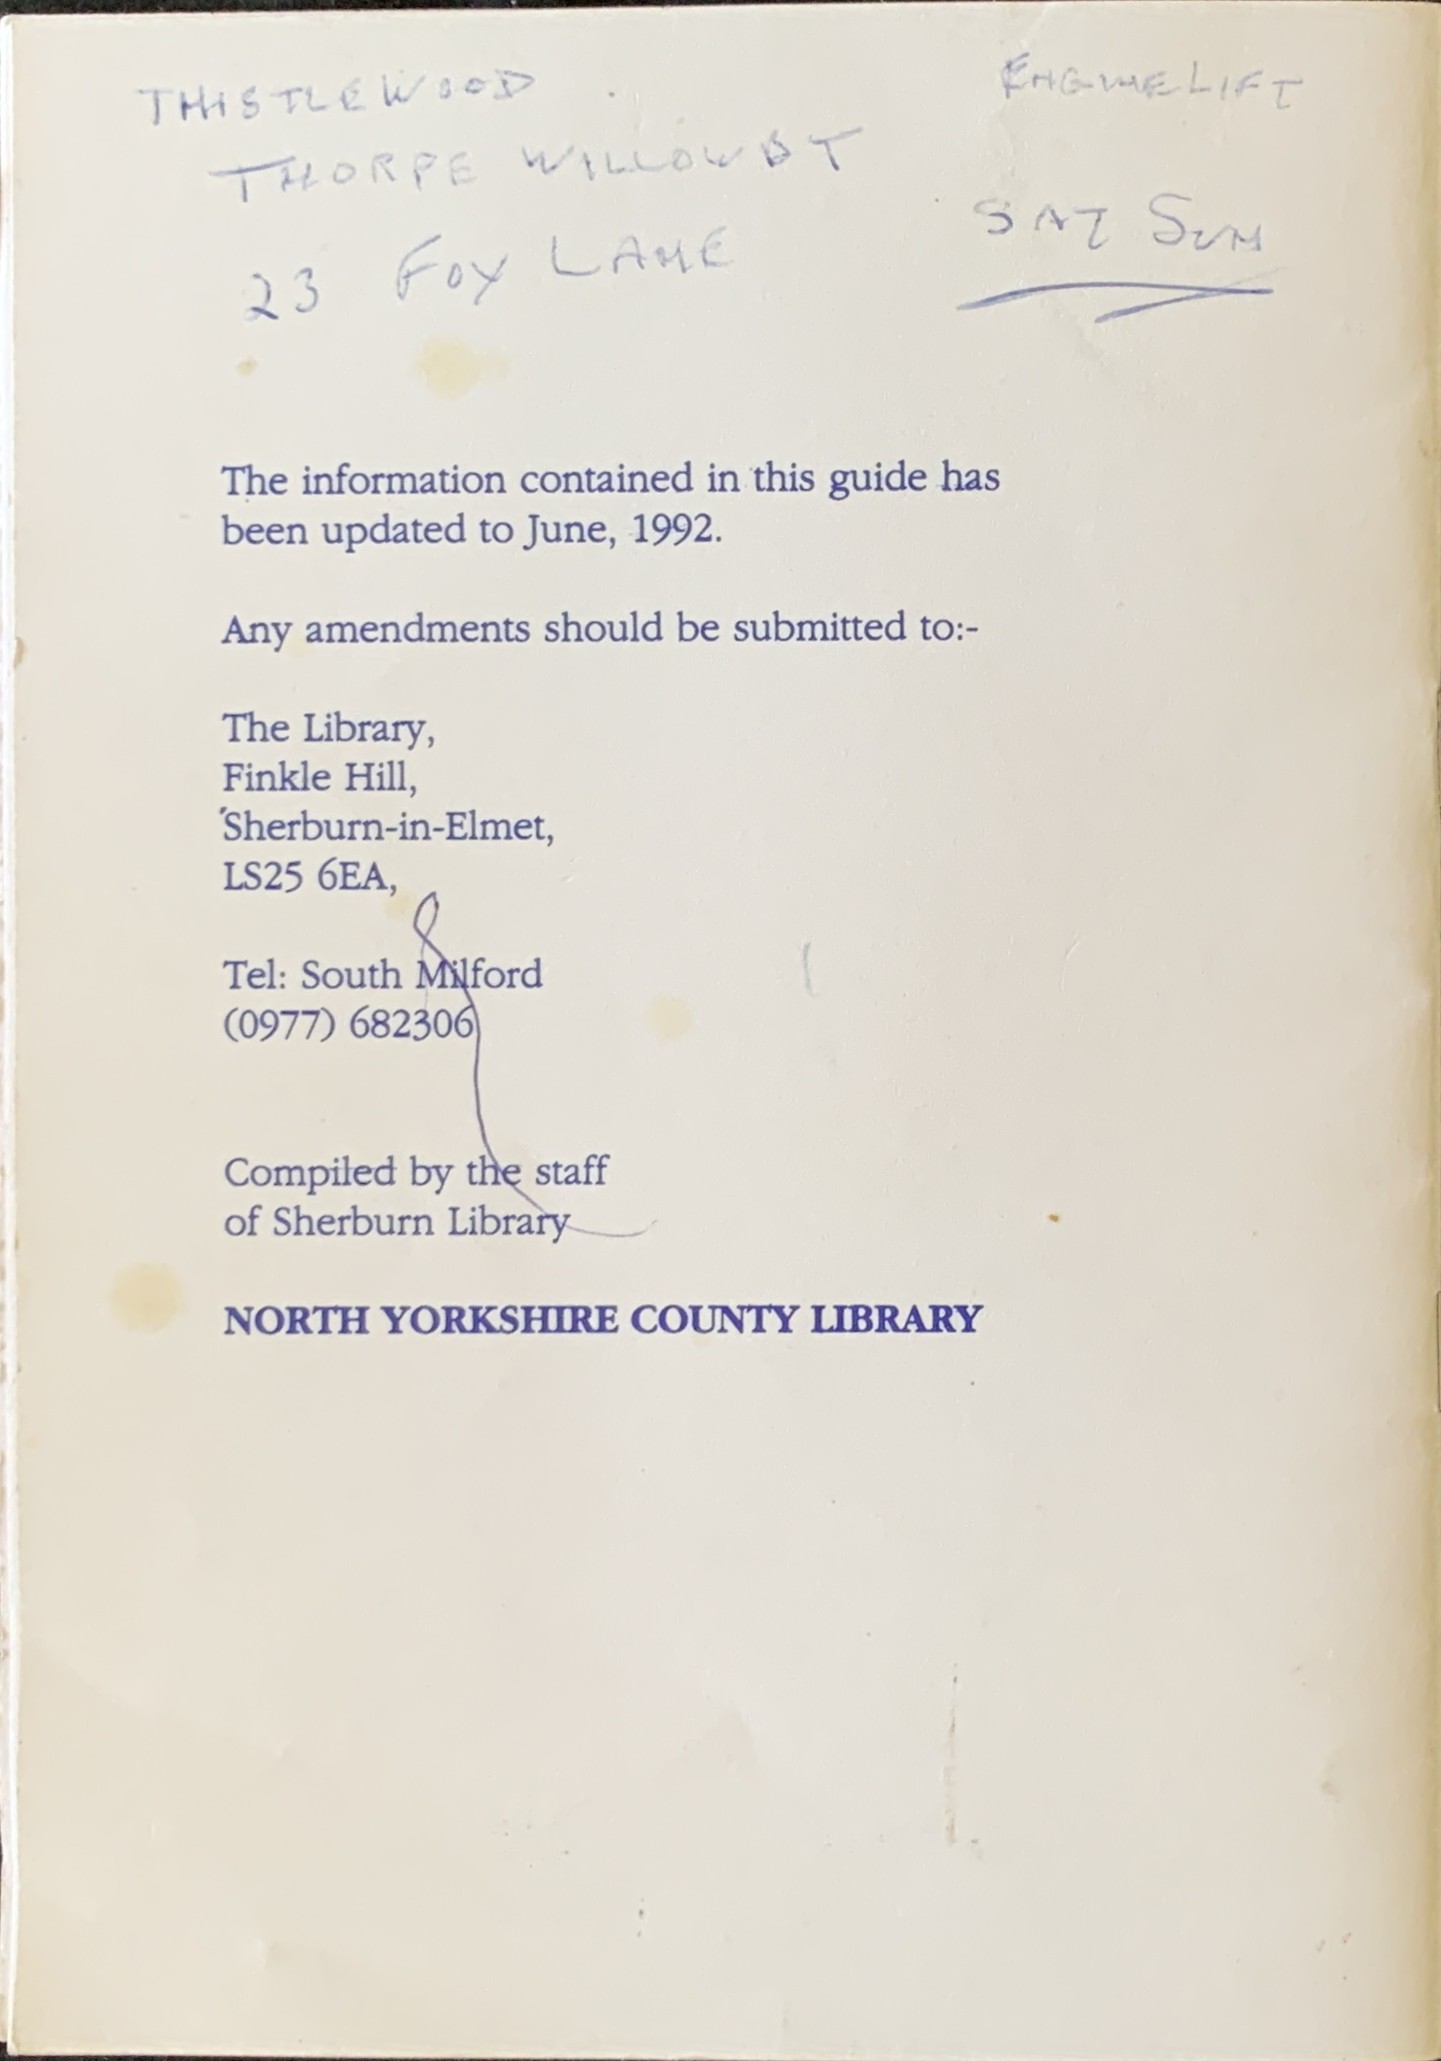 THISTLEWOOD
ENGINE LIFT
THORPE WILLOWBT
SAT SUN
23 FOX LANE
The information contained in this guide has
been updated to June, 1992.
Any amendments should be submitted to:-
The Library,
Finkle Hill,
Sherburn-in-Elmet,
LS25 6EA,
Tel: South Milford
(0977) 682306
Compiled by the staff
of Sherburn Library
NORTH YORKSHIRE COUNTY LIBRARY